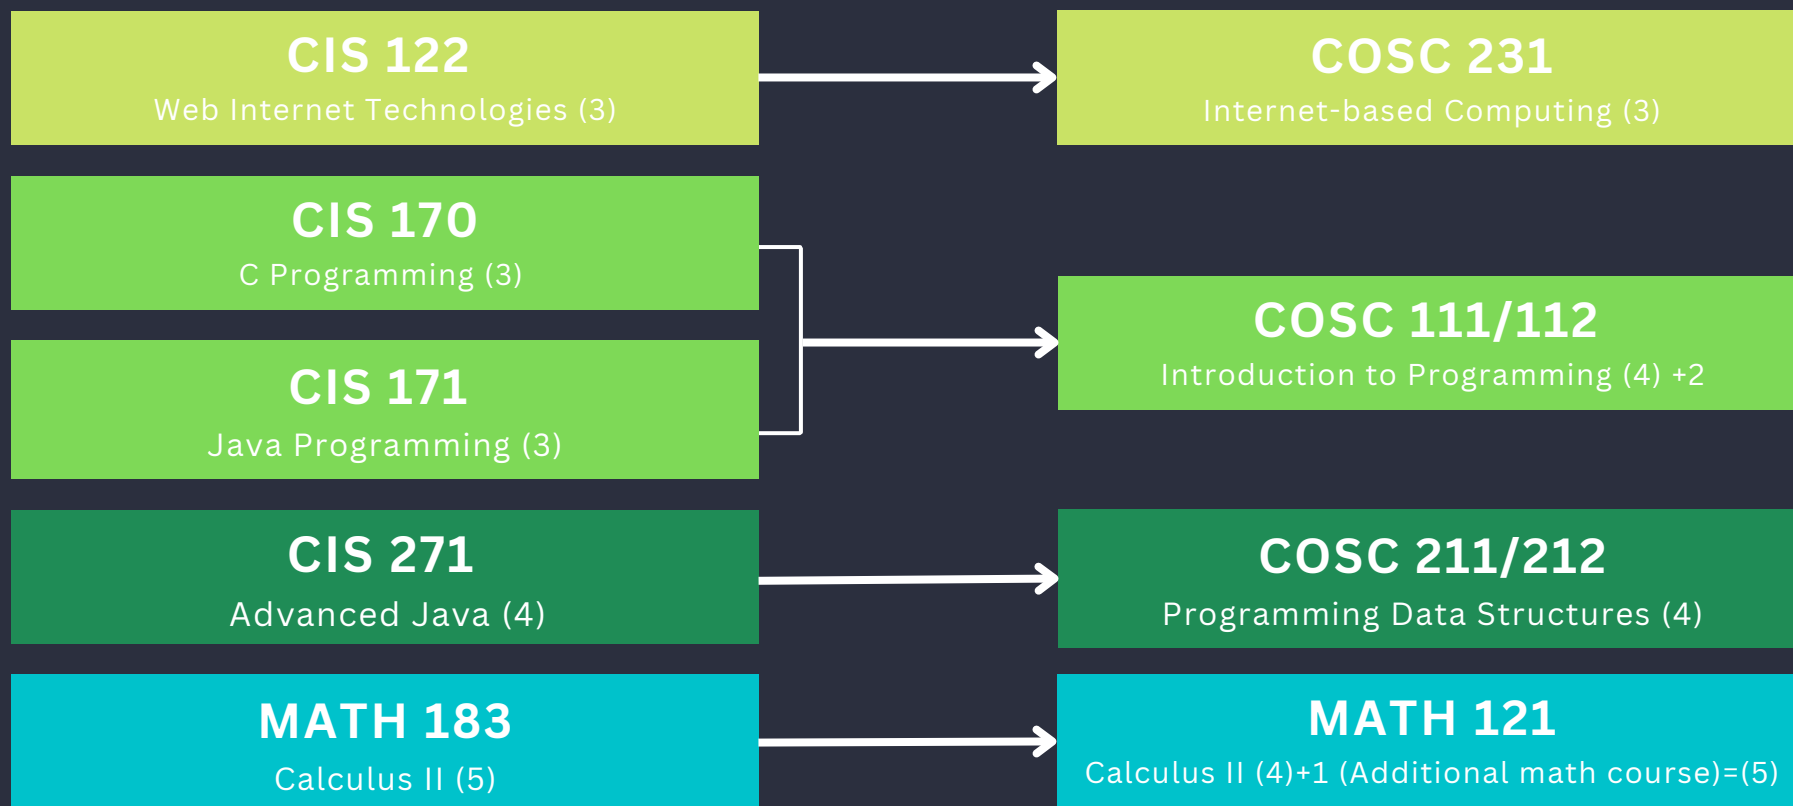 CIS 122
Web Internet Technologies (3)
COSC 231
Internet-based Computing (3)
CIS 170
C Programming (3)
CIS 171
Java Programming (3)
COSC 111/112
Introduction to Programming (4) +2
CIS 271
Advanced Java (4)
COSC 211/212
Programming Data Structures (4)
MATH 183
Calculus II (5)
MATH 121
Calculus II (4)+1 (Additional math course)=(5)